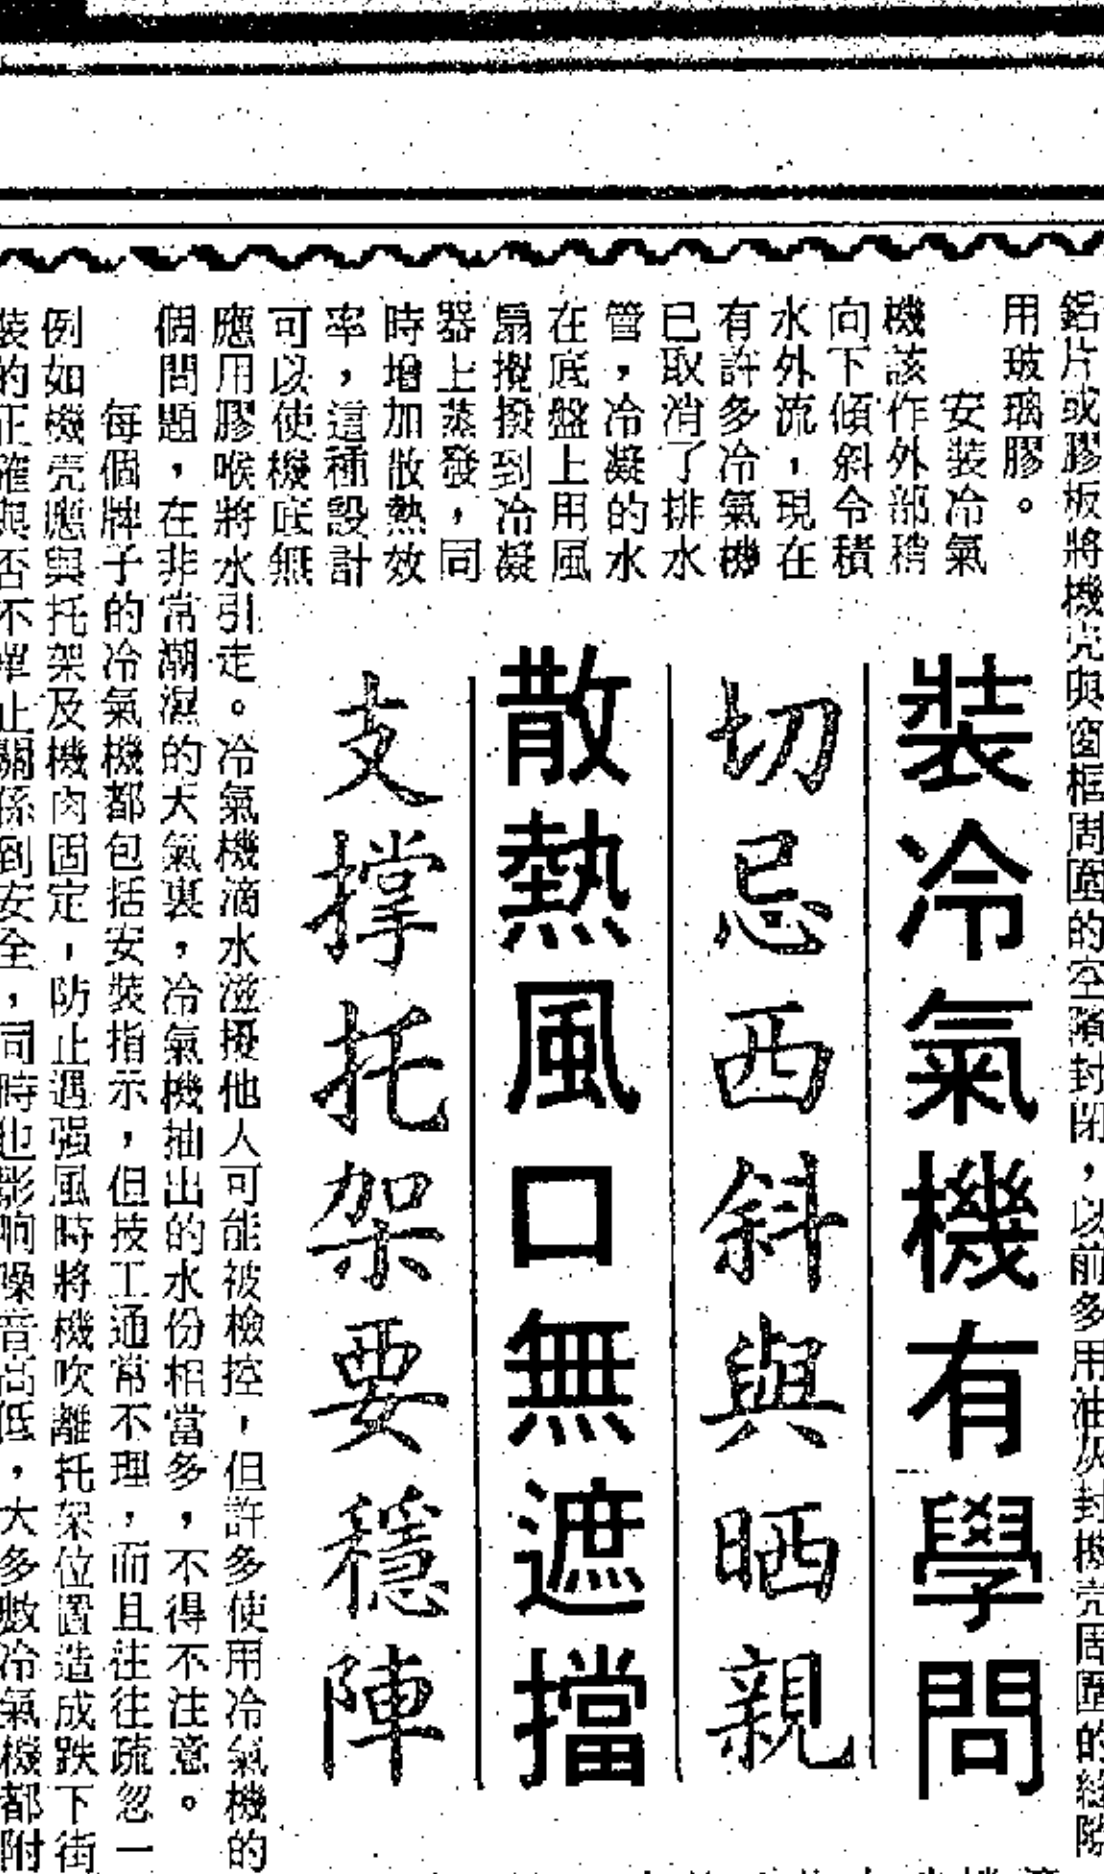 鋁片或膠板將機壳與窗框周圍的空隙封閉，以前多用油灰封機壳周圍的縫隙
用玻璃膠。
安裝冷氣
機該作外部稍
向下傾斜令積
水外流，現在
有許多冷氣機
已取消了排水
管，冷凝的水
在底盤上用風
扇攪撥到冷凝
器上蒸發，同
時增加散熱效
率，這種設計
可以使機底無
裝冷氣機有學問
切忌西斜與晒親
散熱風口無遮擋
支撐托架要穩陣
應用膠喉將水引走。冷氣機滴水滋擾他人可能被檢控，但許多使用冷氣機的
個問題，在非常潮濕的大氣裏，冷氣機抽出的水份相當多，不得不注意。
每個牌子的冷氣機都包括安裝指示，但技工通常不理，而且往往疏忽一
例如機壳應與托架及機肉固定，防止遇强風時將機吹離托架位置造成跌下街
裝的正確與否不單止關係到安全，同時也影响噪音高低，大多數冷氣機都附